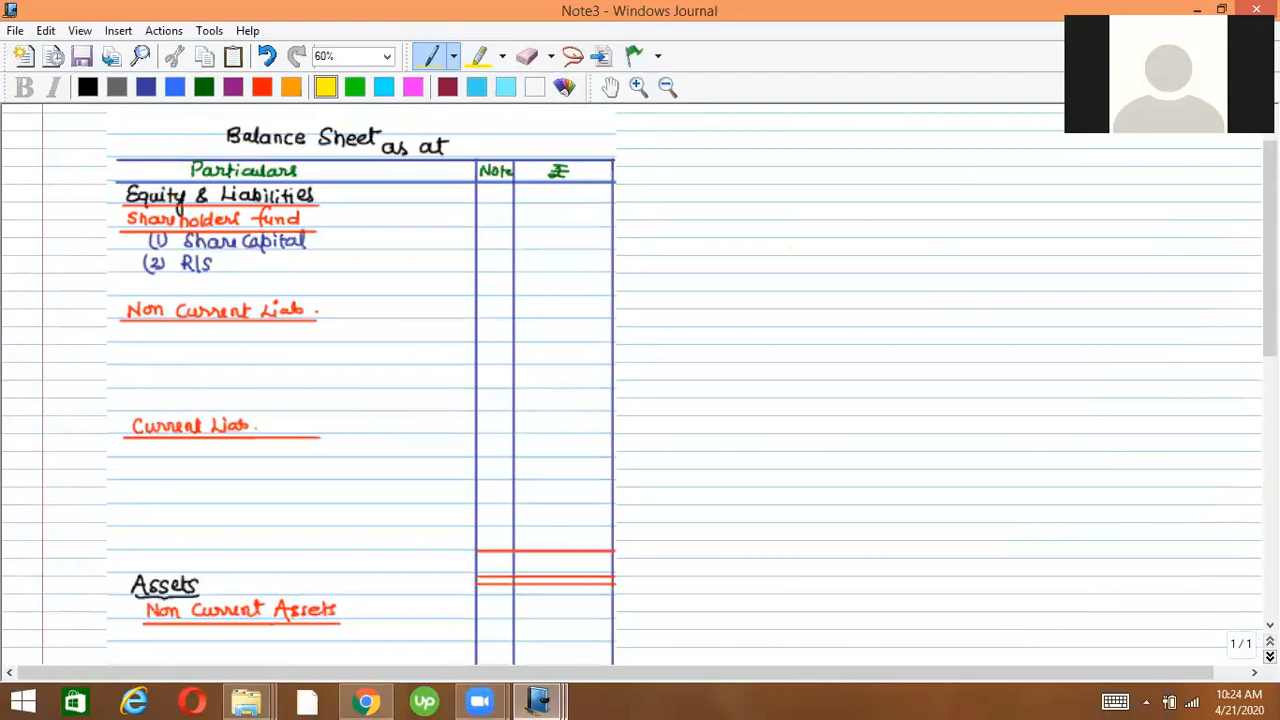 Note3 - Windows Journal
File Edit View Insert Actions Tools Help
60%
B I
Balance Sheet as at
Particulars Note ₹
Equity & Liabilities
Shareholders fund
(1) Share Capital
(2) R/S
Non Current Liab.
Current Liab.
Assets
Non Current Assets
1 / 1
up
10:24 AM
4/21/2020